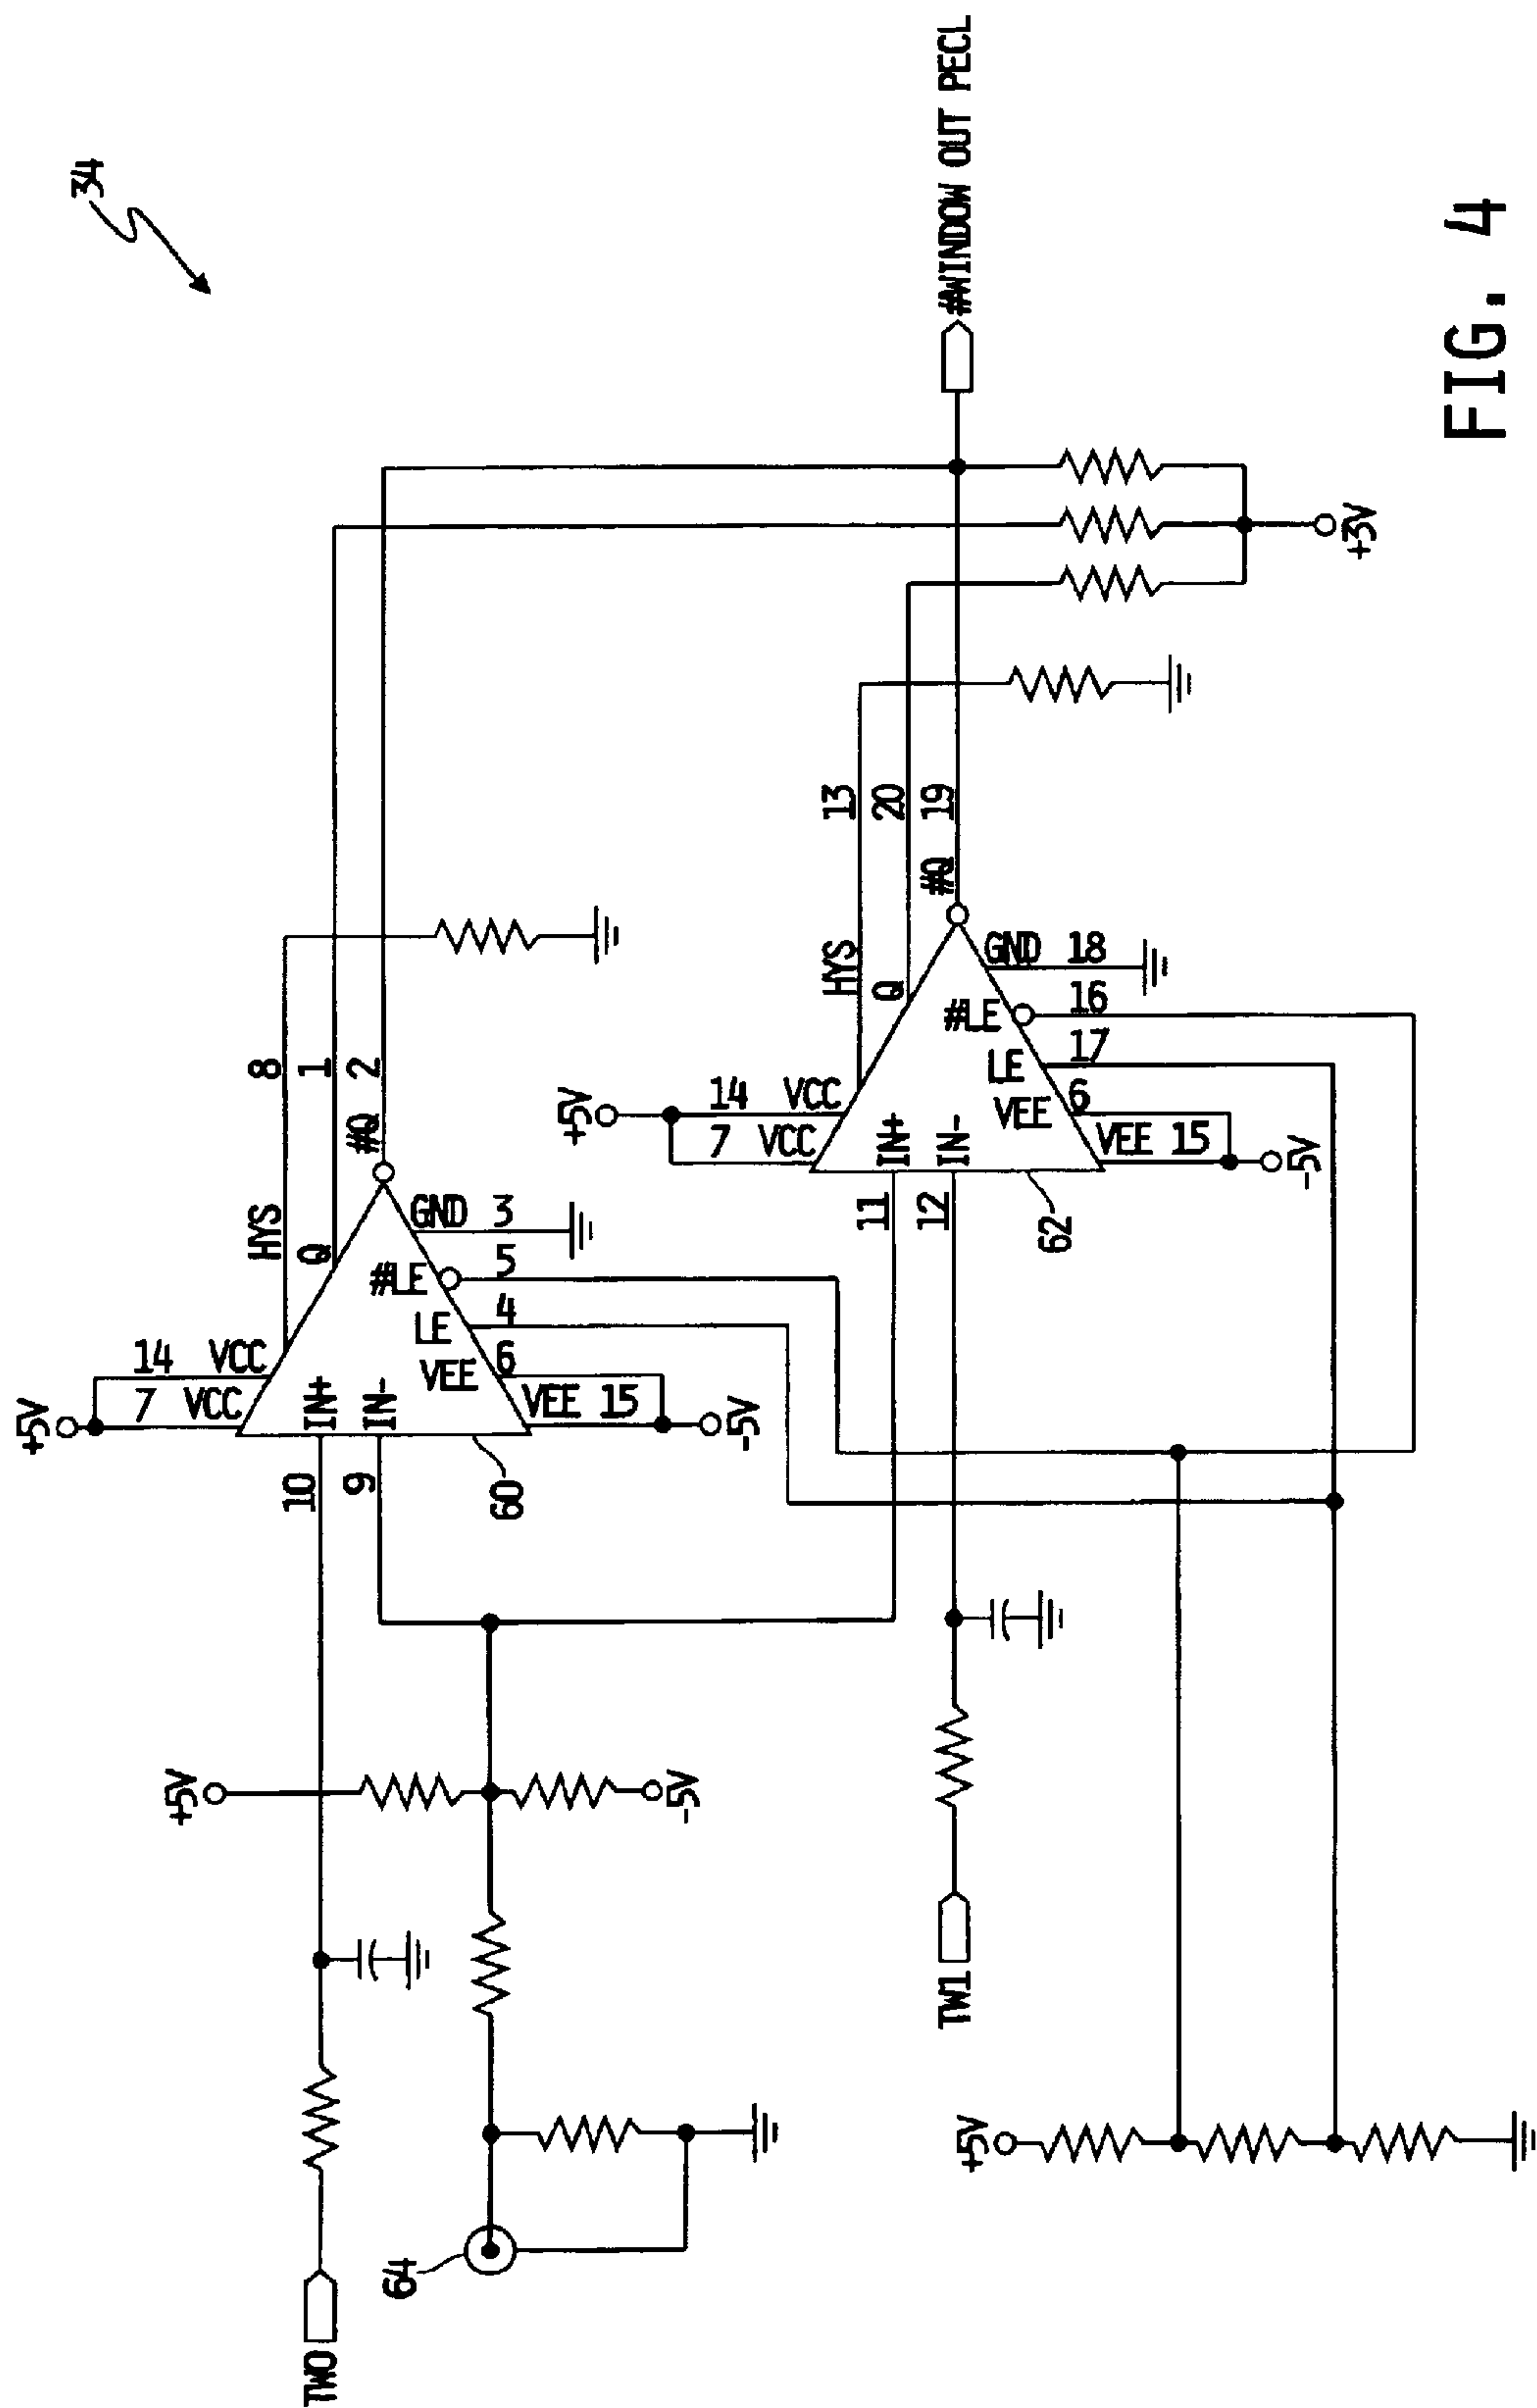 34
+5V
14 VCC
7 VCC
HYS 8
Q 1
#Q 2
10 IN+
9 IN-
60
GND 3
#LE 5
LE 4
VEE 6
VEE 15
-5V
TW0
+5V
-5V
64
+5V
14 VCC
7 VCC
HYS 13
Q 20
#Q 19
#WINDOW OUT PECL
11 IN+
12 IN-
62
GND 18
#LE 16
LE 17
VEE 6
VEE 15
-5V
TW1
+5V
+3V
FIG. 4